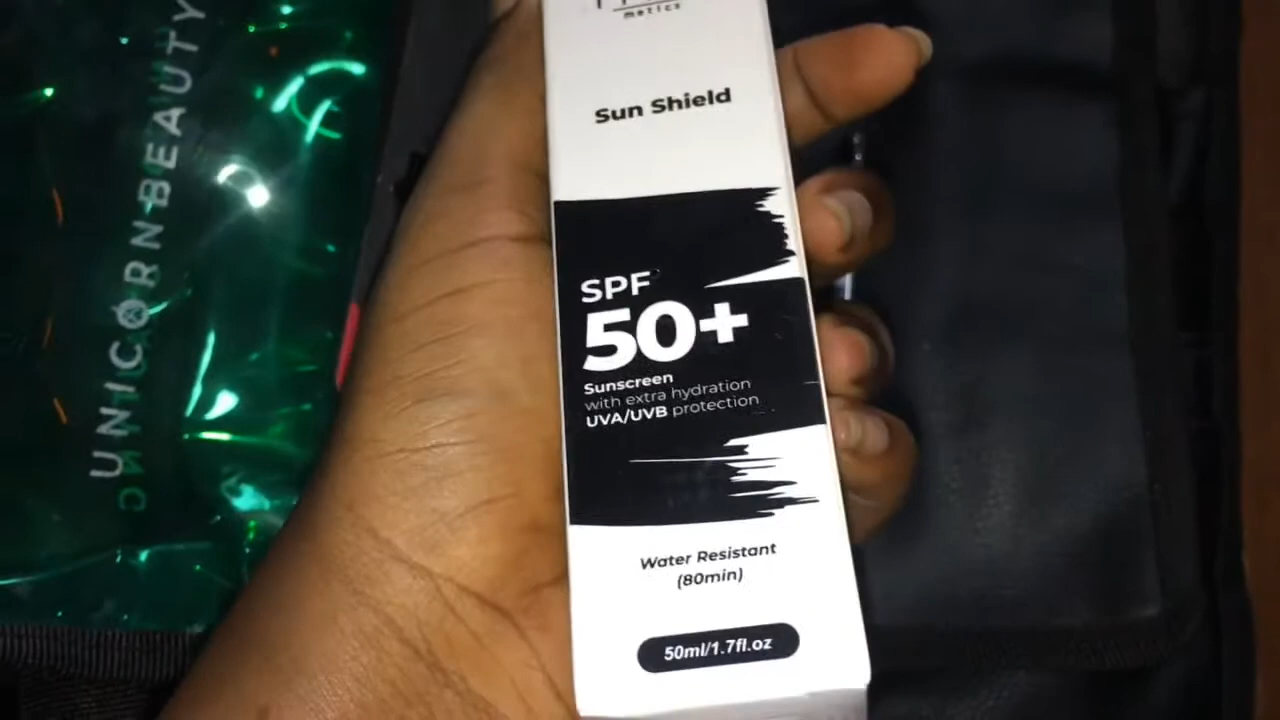 UNICORNBEAUTY
metics
Sun Shield
SPF
50+
Sunscreen
with extra hydration
UVA/UVB protection
Water Resistant
(80min)
50ml/1.7fl.oz